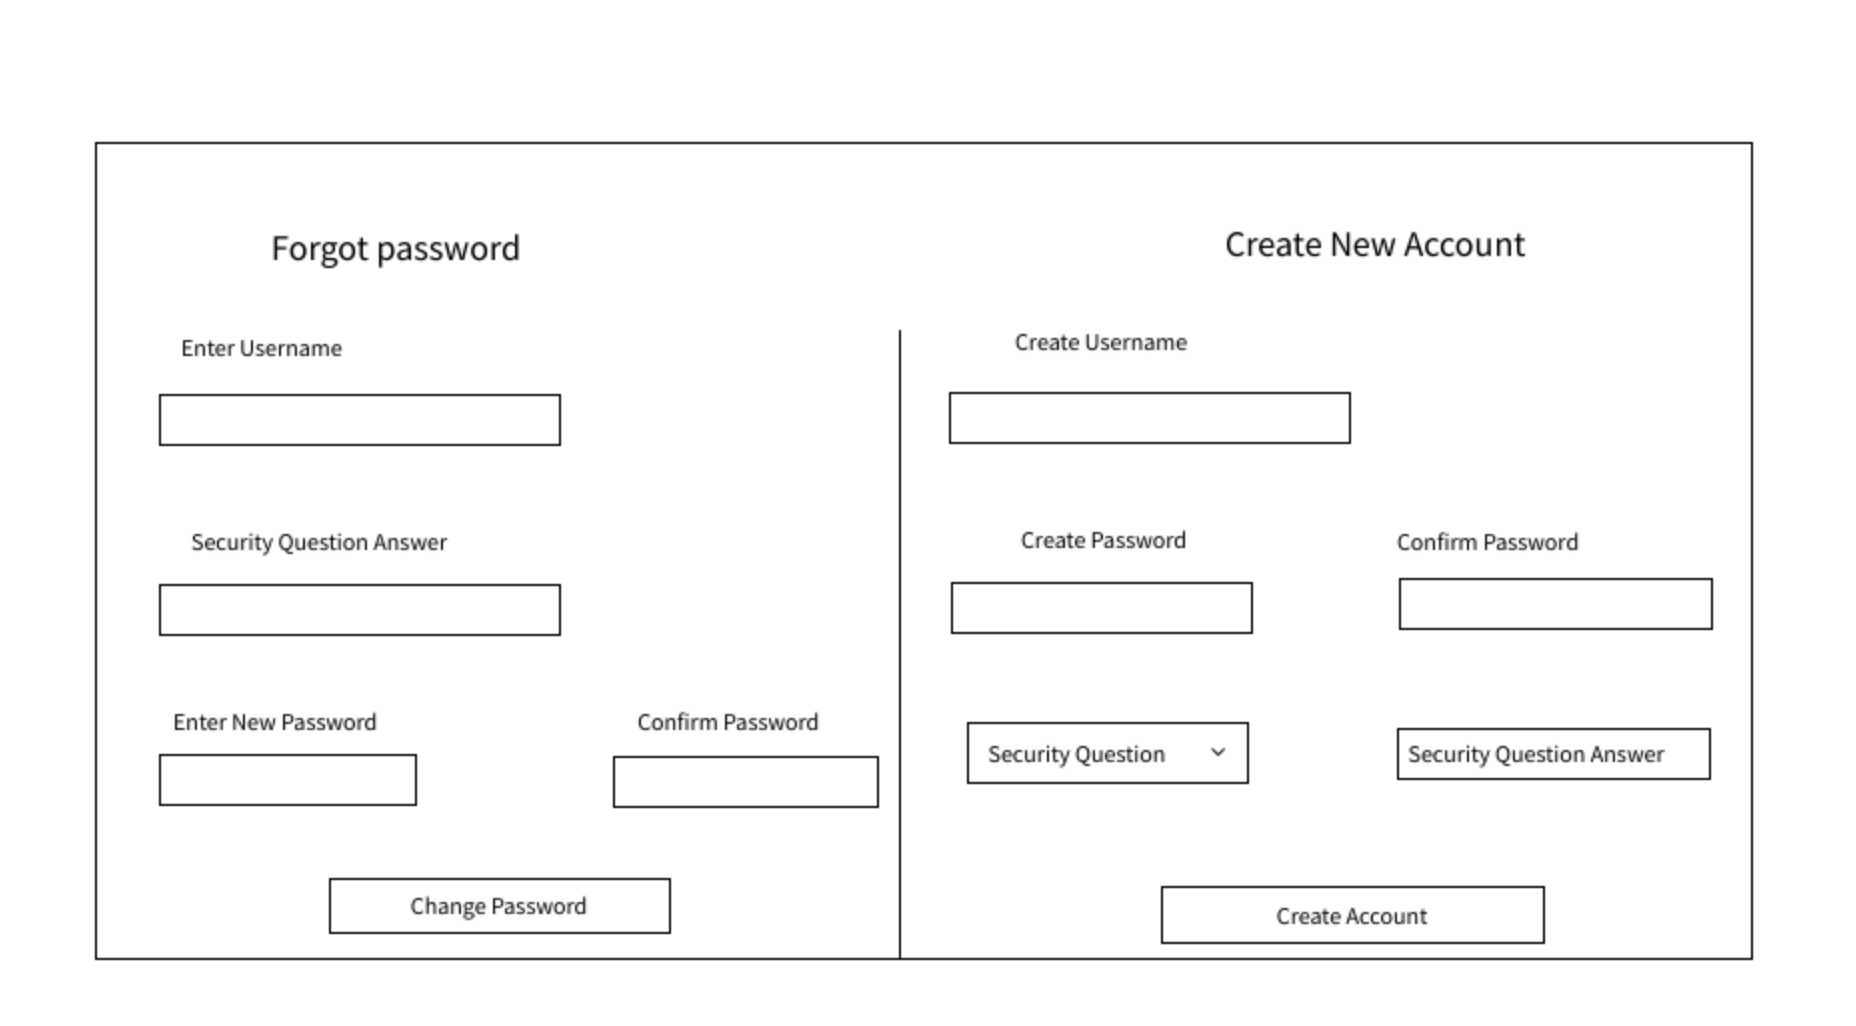 Forgot password
Enter Username
Security Question Answer
Enter New Password
Confirm Password
Change Password
Create New Account
Create Username
Create Password
Confirm Password
Security Question
Security Question Answer
Create Account